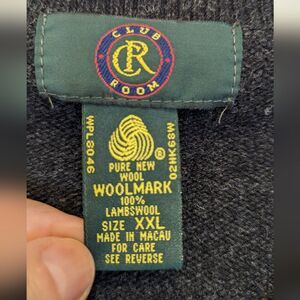 CLUB
CR
ROOM
WPL8046
02HK68W
®
PURE NEW
WOOL
WOOLMARK
100%
LAMBSWOOL
SIZE XXL
MADE IN MACAU
FOR CARE
SEE REVERSE